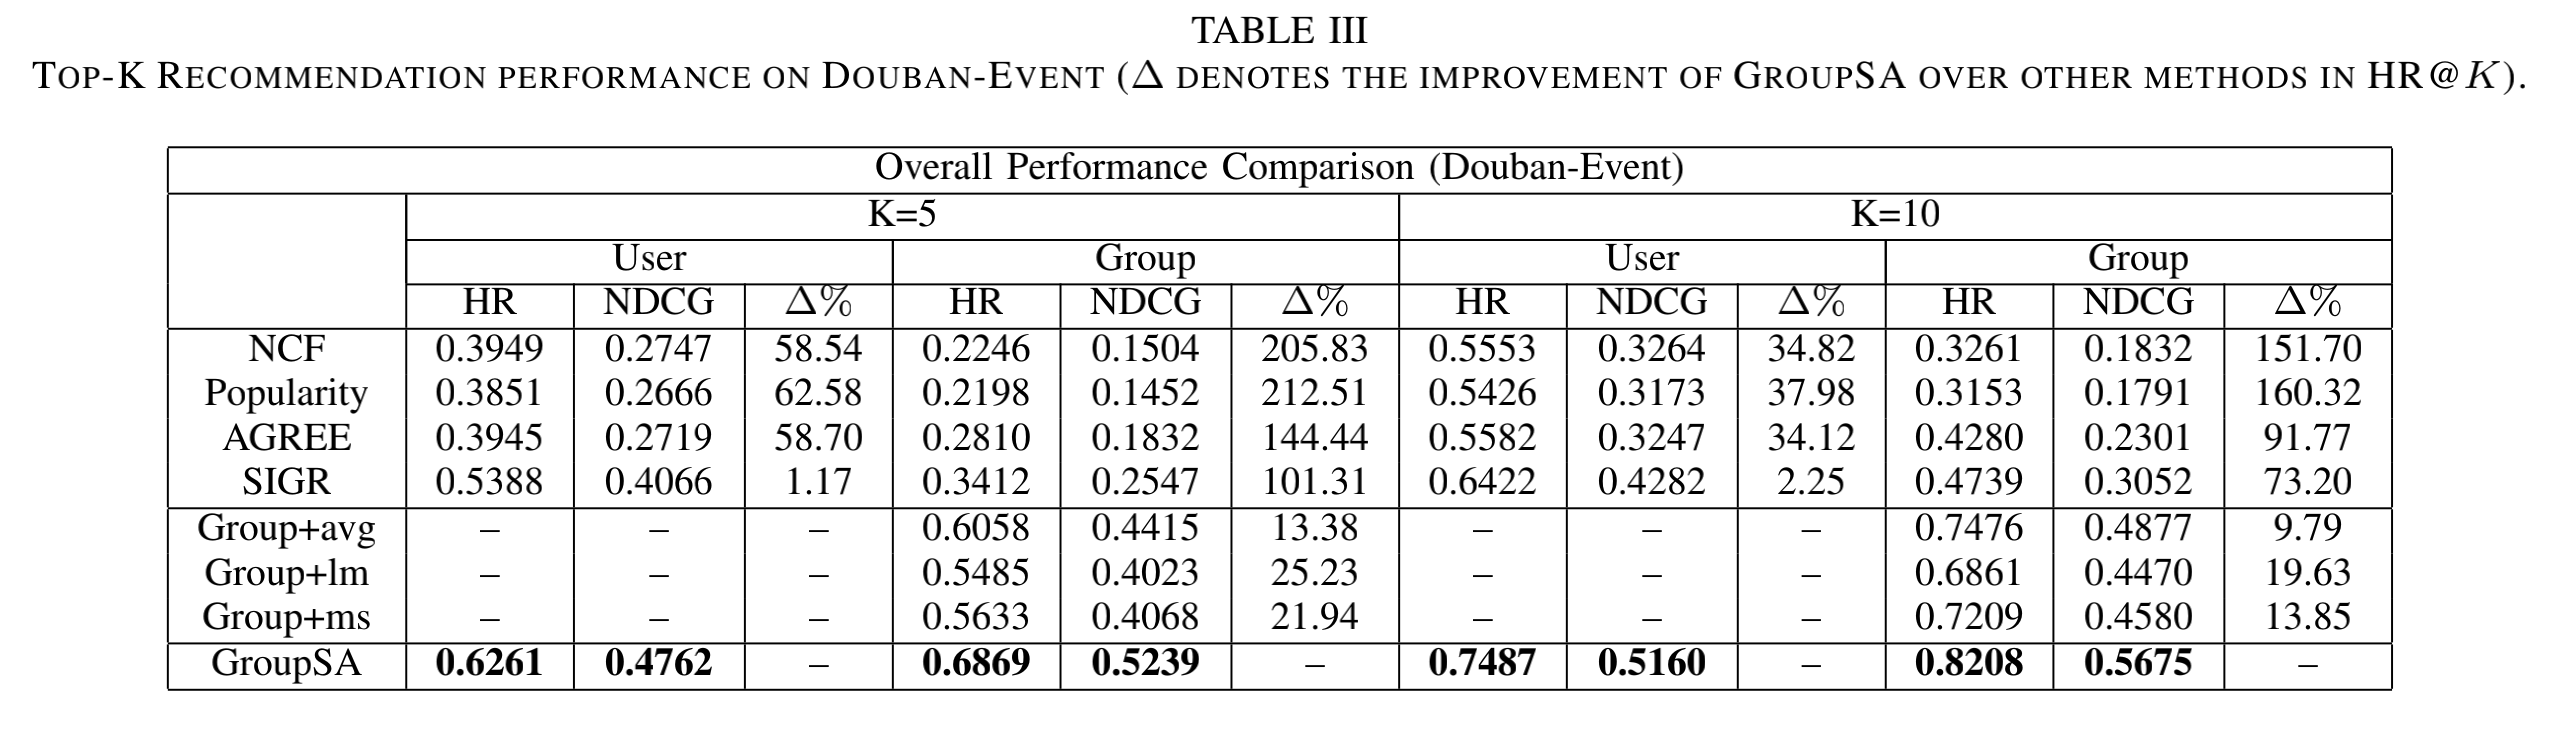 TABLE III
TOP-K RECOMMENDATION PERFORMANCE ON DOUBAN-EVENT (Δ DENOTES THE IMPROVEMENT OF GROUPSA OVER OTHER METHODS IN HR@K).
Overall Performance Comparison (Douban-Event)
K=5 K=10
User Group User Group
HR NDCG Δ% HR NDCG Δ% HR NDCG Δ% HR NDCG Δ%
NCF 0.3949 0.2747 58.54 0.2246 0.1504 205.83 0.5553 0.3264 34.82 0.3261 0.1832 151.70
Popularity 0.3851 0.2666 62.58 0.2198 0.1452 212.51 0.5426 0.3173 37.98 0.3153 0.1791 160.32
AGREE 0.3945 0.2719 58.70 0.2810 0.1832 144.44 0.5582 0.3247 34.12 0.4280 0.2301 91.77
SIGR 0.5388 0.4066 1.17 0.3412 0.2547 101.31 0.6422 0.4282 2.25 0.4739 0.3052 73.20
Group+avg – – – 0.6058 0.4415 13.38 – – – 0.7476 0.4877 9.79
Group+lm – – – 0.5485 0.4023 25.23 – – – 0.6861 0.4470 19.63
Group+ms – – – 0.5633 0.4068 21.94 – – – 0.7209 0.4580 13.85
GroupSA 0.6261 0.4762 – 0.6869 0.5239 – 0.7487 0.5160 – 0.8208 0.5675 –